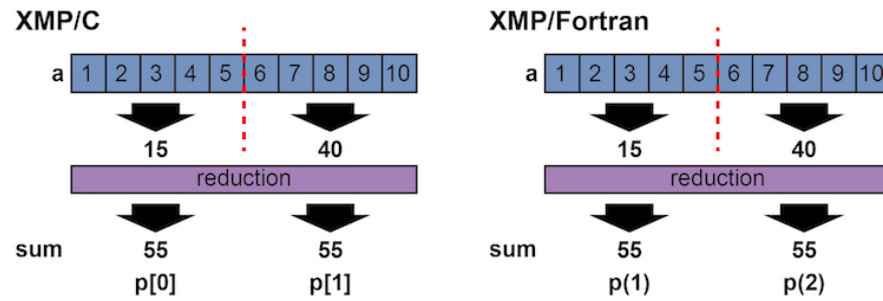 XMP/C
a 1 2 3 4 5 6 7 8 9 10
15 40
reduction
sum 55 55
p[0] p[1]
XMP/Fortran
a 1 2 3 4 5 6 7 8 9 10
15 40
reduction
sum 55 55
p(1) p(2)